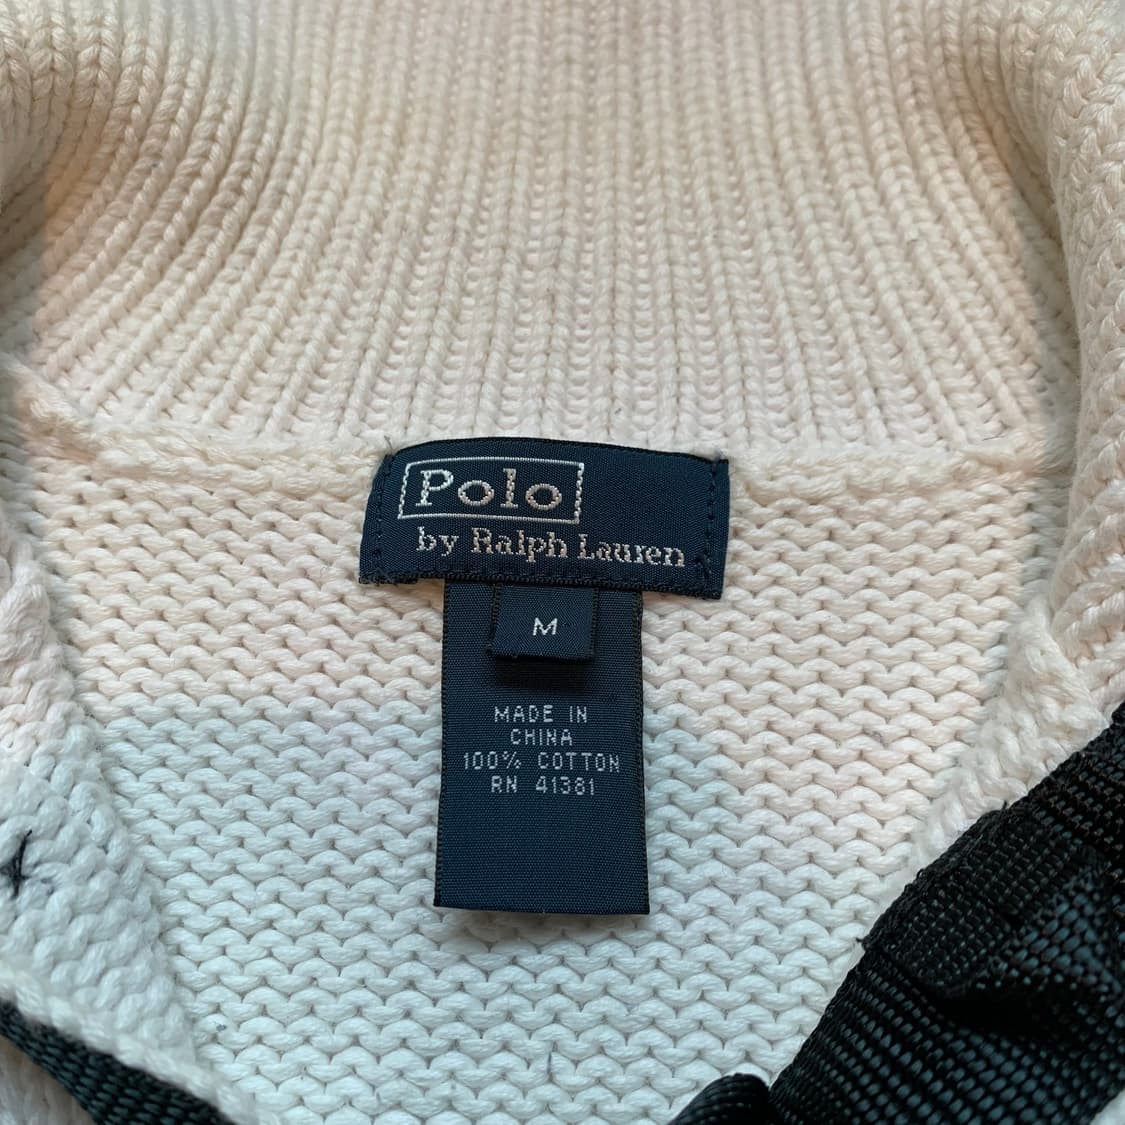 Polo
by Ralph Lauren
M
MADE IN
CHINA
100% COTTON
RN 41381